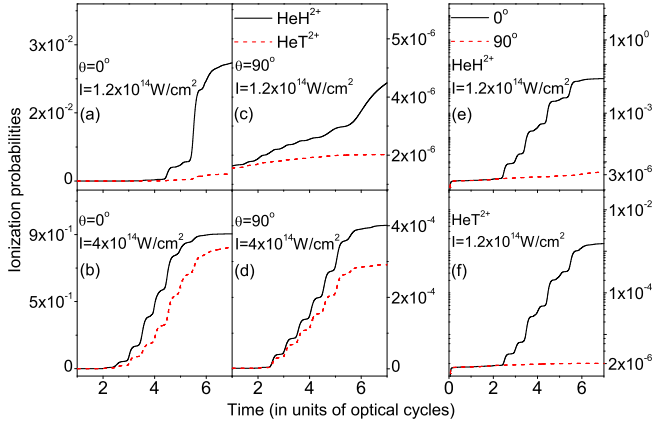 Ionization probabilities
3x10⁻²
2x10⁻²
0
θ=0°
I=1.2x10¹⁴W/cm²
(a)
HeH²⁺
HeT²⁺
θ=90°
I=1.2x10¹⁴W/cm²
(c)
6x10⁻⁶
4x10⁻⁶
2x10⁻⁶
0°
90°
HeH²⁺
I=1.2x10¹⁴W/cm²
(e)
1x10⁰
1x10⁻³
3x10⁻⁶
9x10⁻¹
5x10⁻¹
0
θ=0°
I=4x10¹⁴W/cm²
(b)
θ=90°
I=4x10¹⁴W/cm²
(d)
4x10⁻⁴
2x10⁻⁴
0
HeT²⁺
I=1.2x10¹⁴W/cm²
(f)
1x10⁻²
1x10⁻⁴
2x10⁻⁶
2 4 6 2 4 6 0 2 4 6
Time (in units of optical cycles)